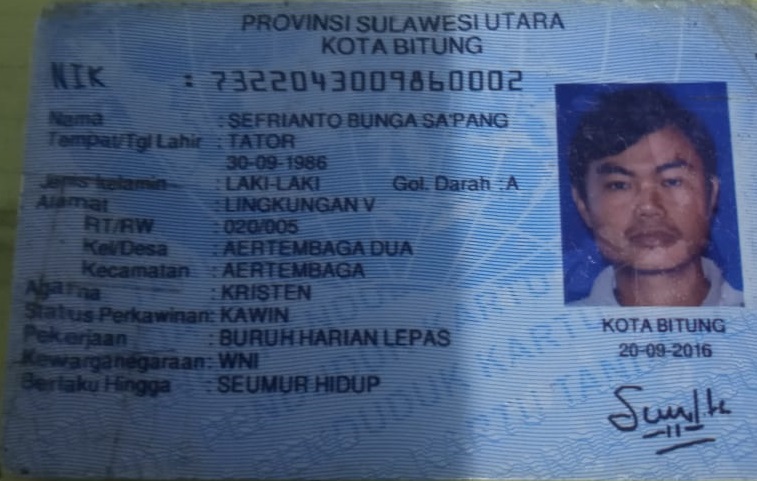 PROVINSI SULAWESI UTARA
KOTA BITUNG
NIK : 7322043009860002
Nama : SEFRIANTO BUNGA SA'PANG
Tempat/Tgl Lahir : TATOR
30-09-1986
Jenis kelamin : LAKI-LAKI Gol. Darah : A
Alamat : LINGKUNGAN V
RT/RW : 020/005
Kel/Desa : AERTEMBAGA DUA
Kecamatan : AERTEMBAGA
Agama : KRISTEN
Status Perkawinan: KAWIN
Pekerjaan : BURUH HARIAN LEPAS
Kewarganegaraan: WNI
Berlaku Hingga : SEUMUR HIDUP
KOTA BITUNG
20-09-2016